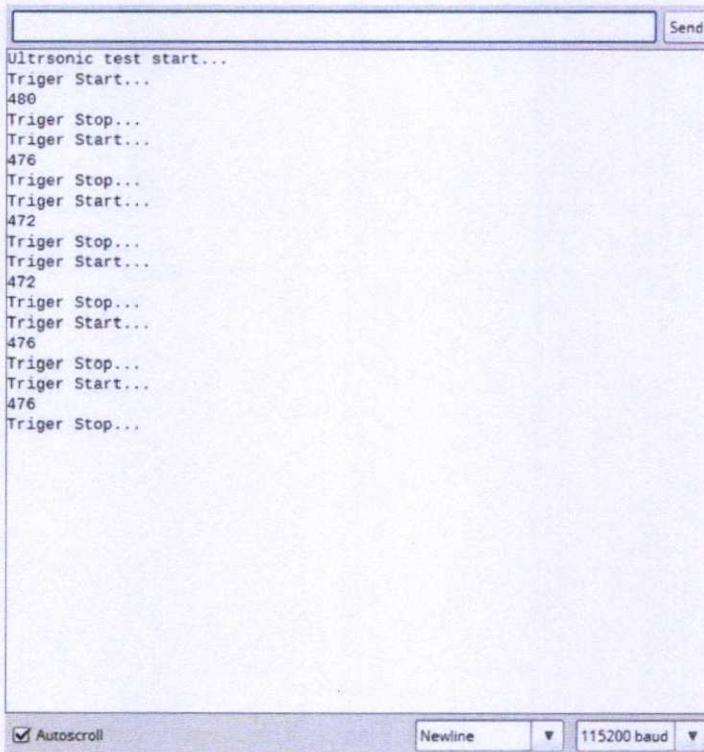 Send
Ultrsonic test start...
Triger Start...
480
Triger Stop...
Triger Start...
476
Triger Stop...
Triger Start...
472
Triger Stop...
Triger Start...
472
Triger Stop...
Triger Start...
476
Triger Stop...
Triger Start...
476
Triger Stop...
Autoscroll
Newline
115200 baud